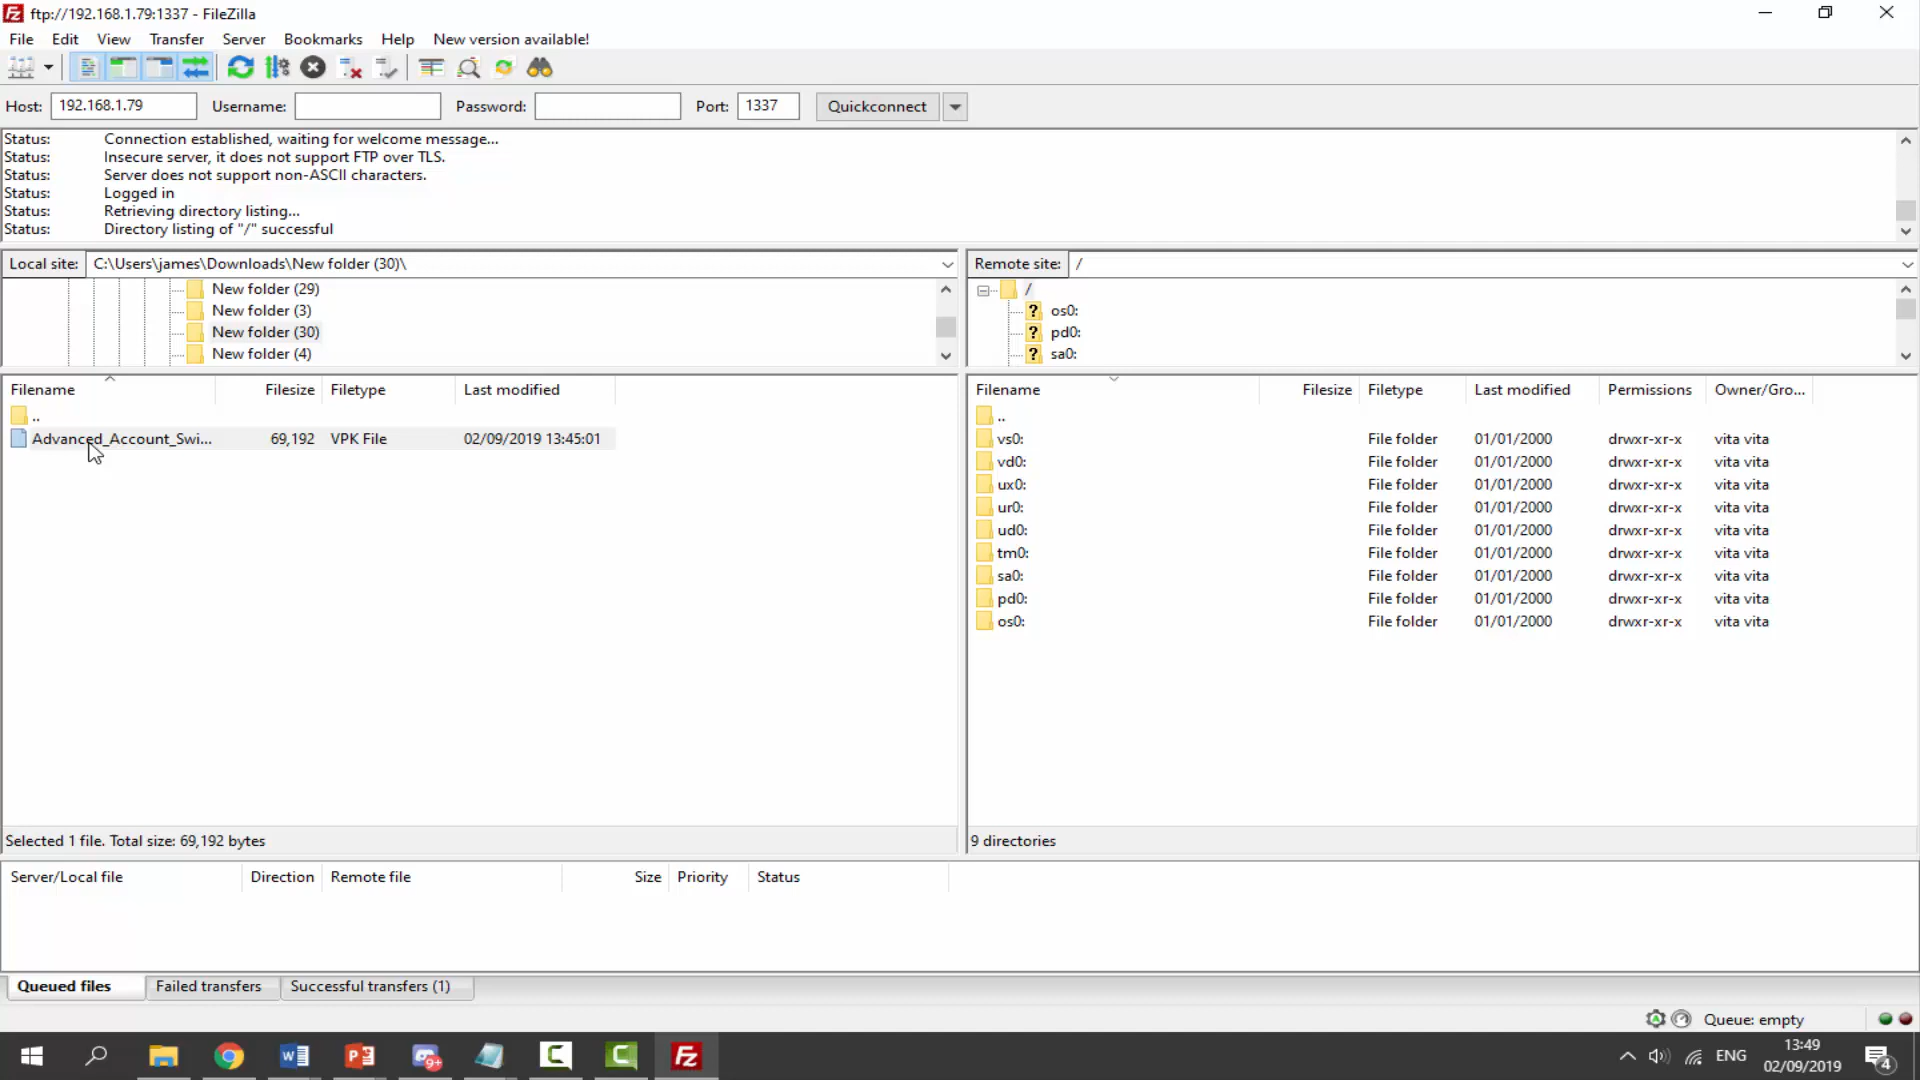 ftp://192.168.1.79:1337 - FileZilla
File Edit View Transfer Server Bookmarks Help New version available!
Host: 192.168.1.79 Username: Password: Port: 1337 Quickconnect
Status: Connection established, waiting for welcome message...
Status: Insecure server, it does not support FTP over TLS.
Status: Server does not support non-ASCII characters.
Status: Logged in
Status: Retrieving directory listing...
Status: Directory listing of "/" successful
Local site: C:\Users\james\Downloads\New folder (30)\
New folder (29)
New folder (3)
New folder (30)
New folder (4)
Remote site: /
/
? os0:
? pd0:
? sa0:
Filename Filesize Filetype Last modified
..
Advanced_Account_Swi... 69,192 VPK File 02/09/2019 13:45:01
Selected 1 file. Total size: 69,192 bytes
Filename Filesize Filetype Last modified Permissions Owner/Gro...
..
vs0: File folder 01/01/2000 drwxr-xr-x vita vita
vd0: File folder 01/01/2000 drwxr-xr-x vita vita
ux0: File folder 01/01/2000 drwxr-xr-x vita vita
ur0: File folder 01/01/2000 drwxr-xr-x vita vita
ud0: File folder 01/01/2000 drwxr-xr-x vita vita
tm0: File folder 01/01/2000 drwxr-xr-x vita vita
sa0: File folder 01/01/2000 drwxr-xr-x vita vita
pd0: File folder 01/01/2000 drwxr-xr-x vita vita
os0: File folder 01/01/2000 drwxr-xr-x vita vita
9 directories
Server/Local file Direction Remote file Size Priority Status
Queued files Failed transfers Successful transfers (1)
Queue: empty
9+ Fz ENG 13:49
02/09/2019 4